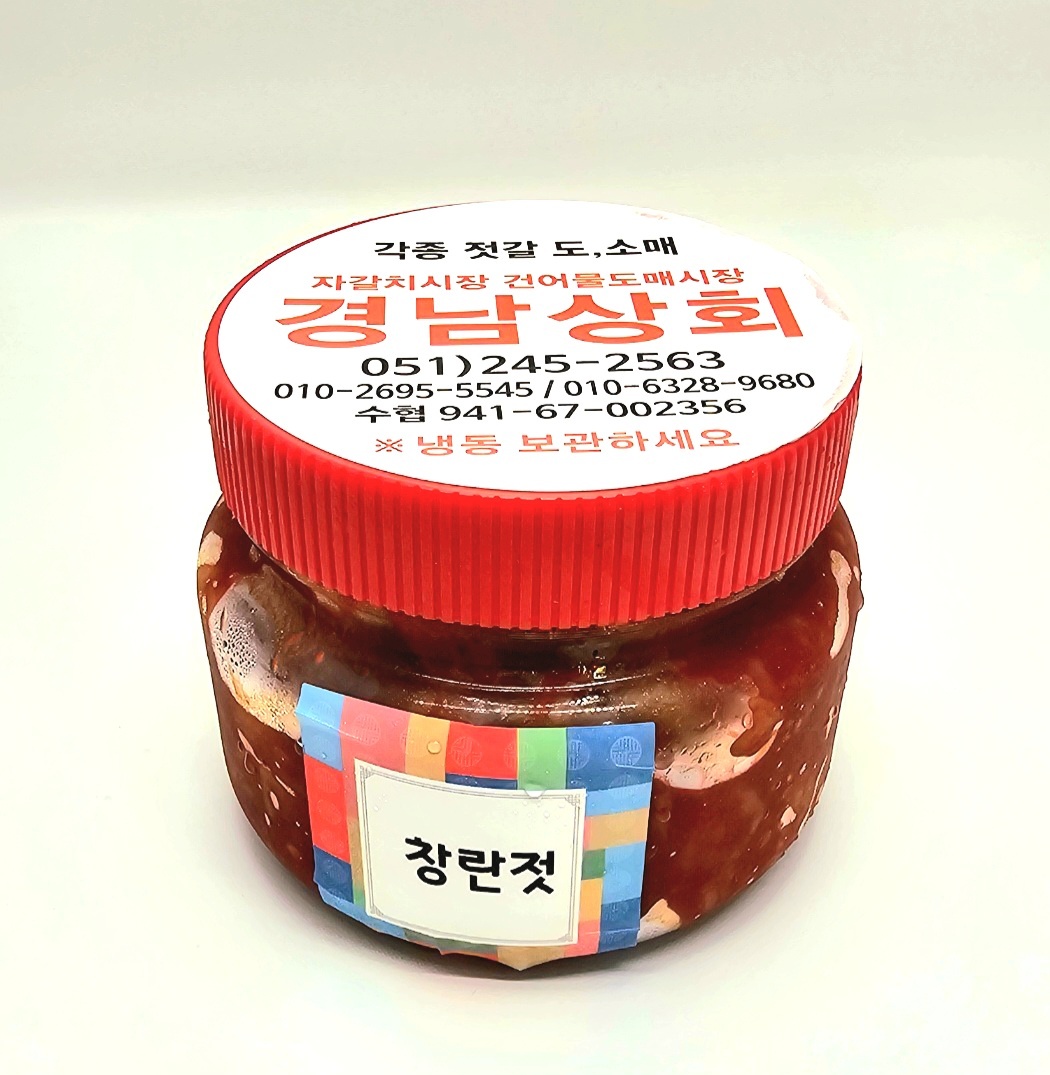 각종 젓갈 도,소매
자갈치시장 건어물도매시장
경남상회
051)245-2563
010-2695-5545 / 010-6328-9680
수협 941-67-002356
※ 냉동 보관하세요
창란젓